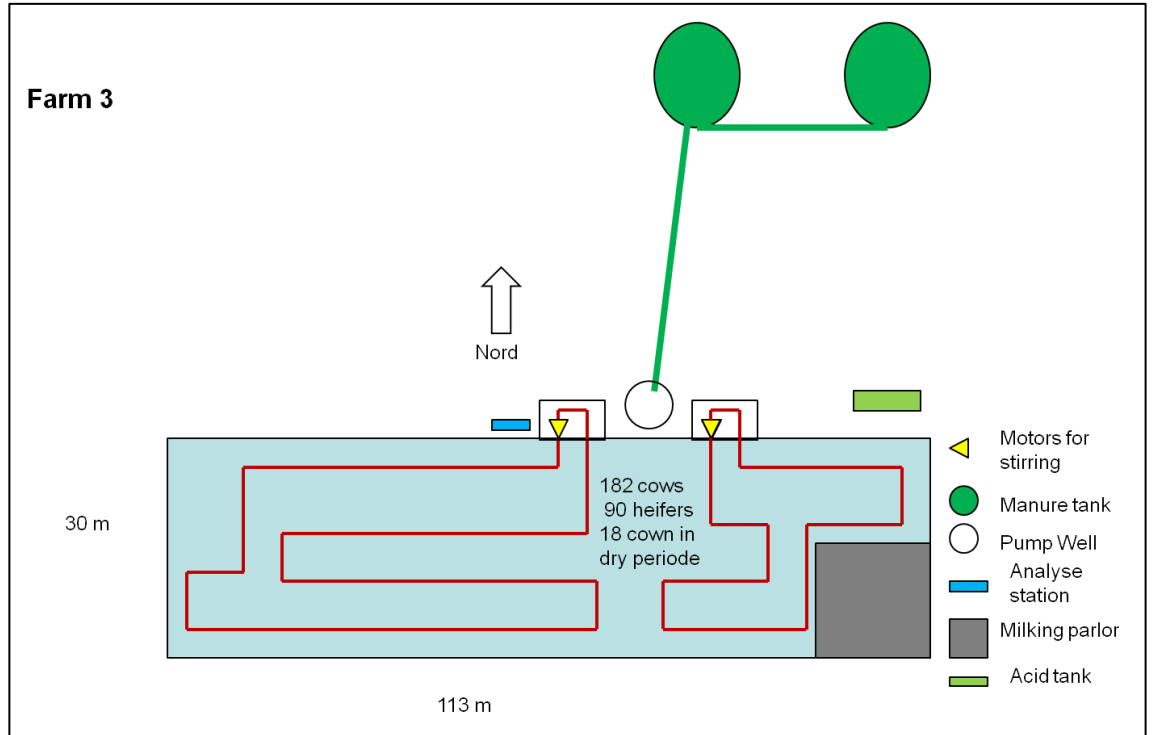 Farm 3
Nord
182 cows
90 heifers
18 cown in
dry periode
30 m
113 m
Motors for
stirring
Manure tank
Pump Well
Analyse
station
Milking parlor
Acid tank